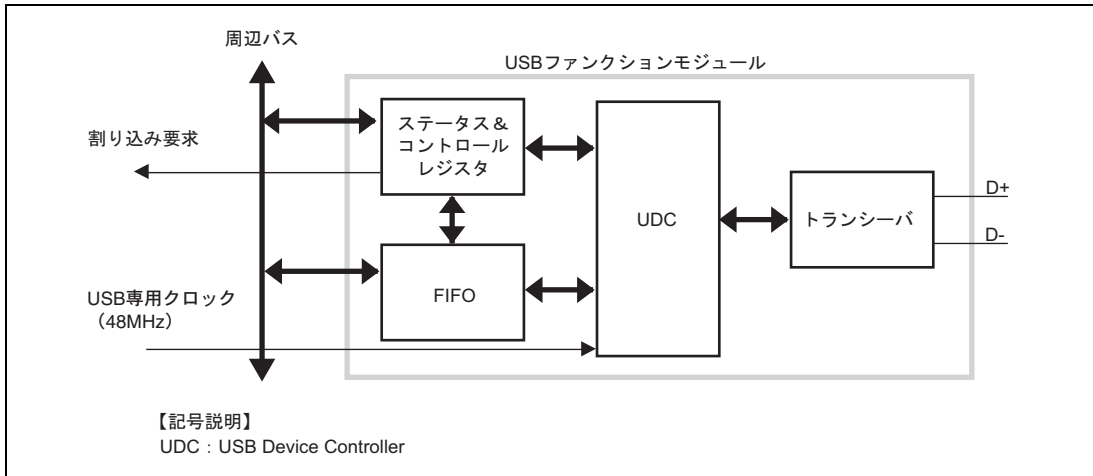 周辺バス
USBファンクションモジュール
ステータス＆
コントロール
レジスタ
割り込み要求
UDC
トランシーバ
D+
D-
FIFO
USB専用クロック
（48MHz）
【記号説明】
UDC：USB Device Controller